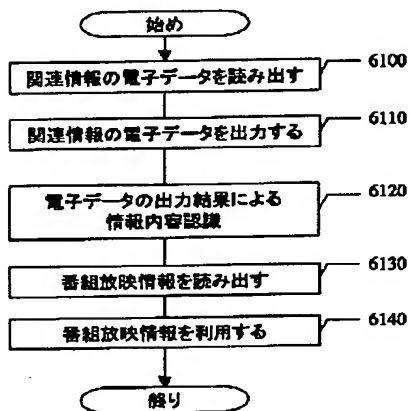 始め
関連情報の電子データを読み出す
6100
関連情報の電子データを出力する
6110
電子データの出力結果による
情報内容認識
6120
番組放映情報を読み出す
6130
番組放映情報を利用する
6140
終り